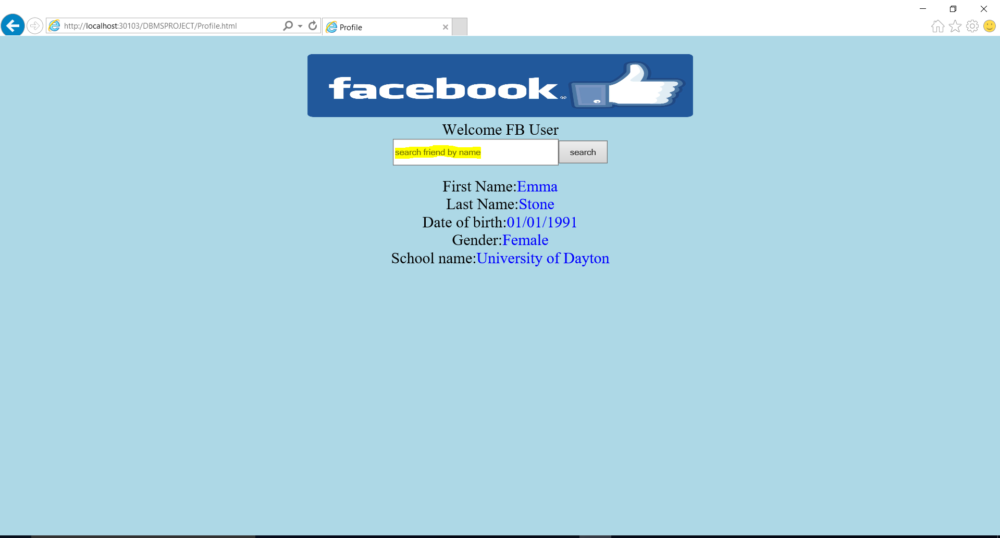 http://localhost:30103/DBMSPROJECT/Profile.html
Profile
facebook
Welcome FB User
search friend by name
search
First Name:Emma
Last Name:Stone
Date of birth:01/01/1991
Gender:Female
School name:University of Dayton